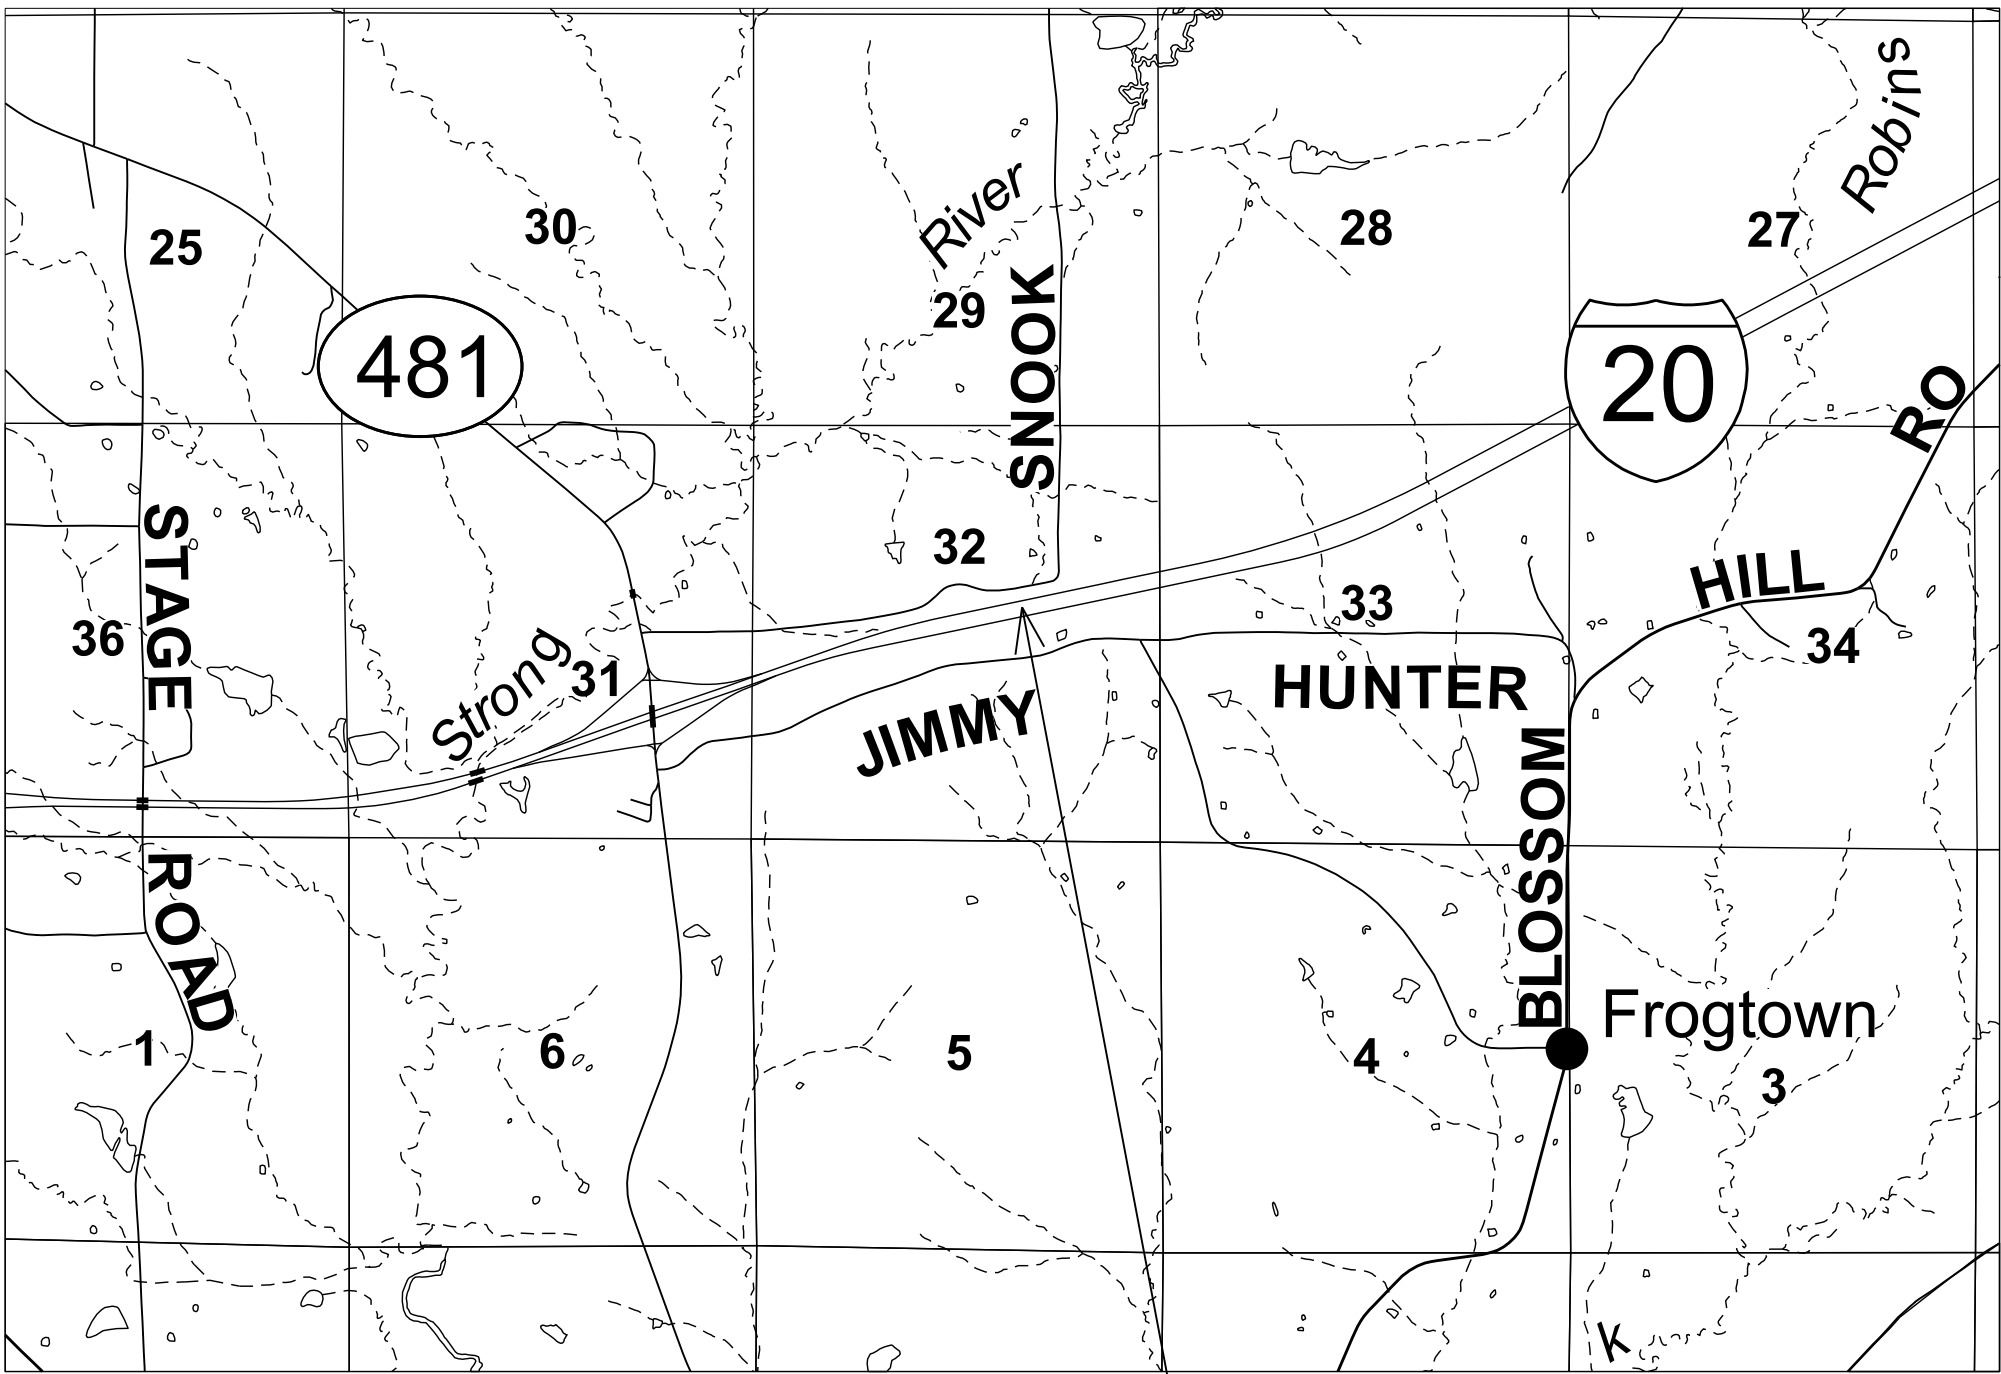 Robins
25
30
River
28
27
29
SNOOK
481
20
RO
STAGE
32
33
HILL
36
Strong
31
34
HUNTER
JIMMY
BLOSSOM
ROAD
Frogtown
1
6
5
4
3
k